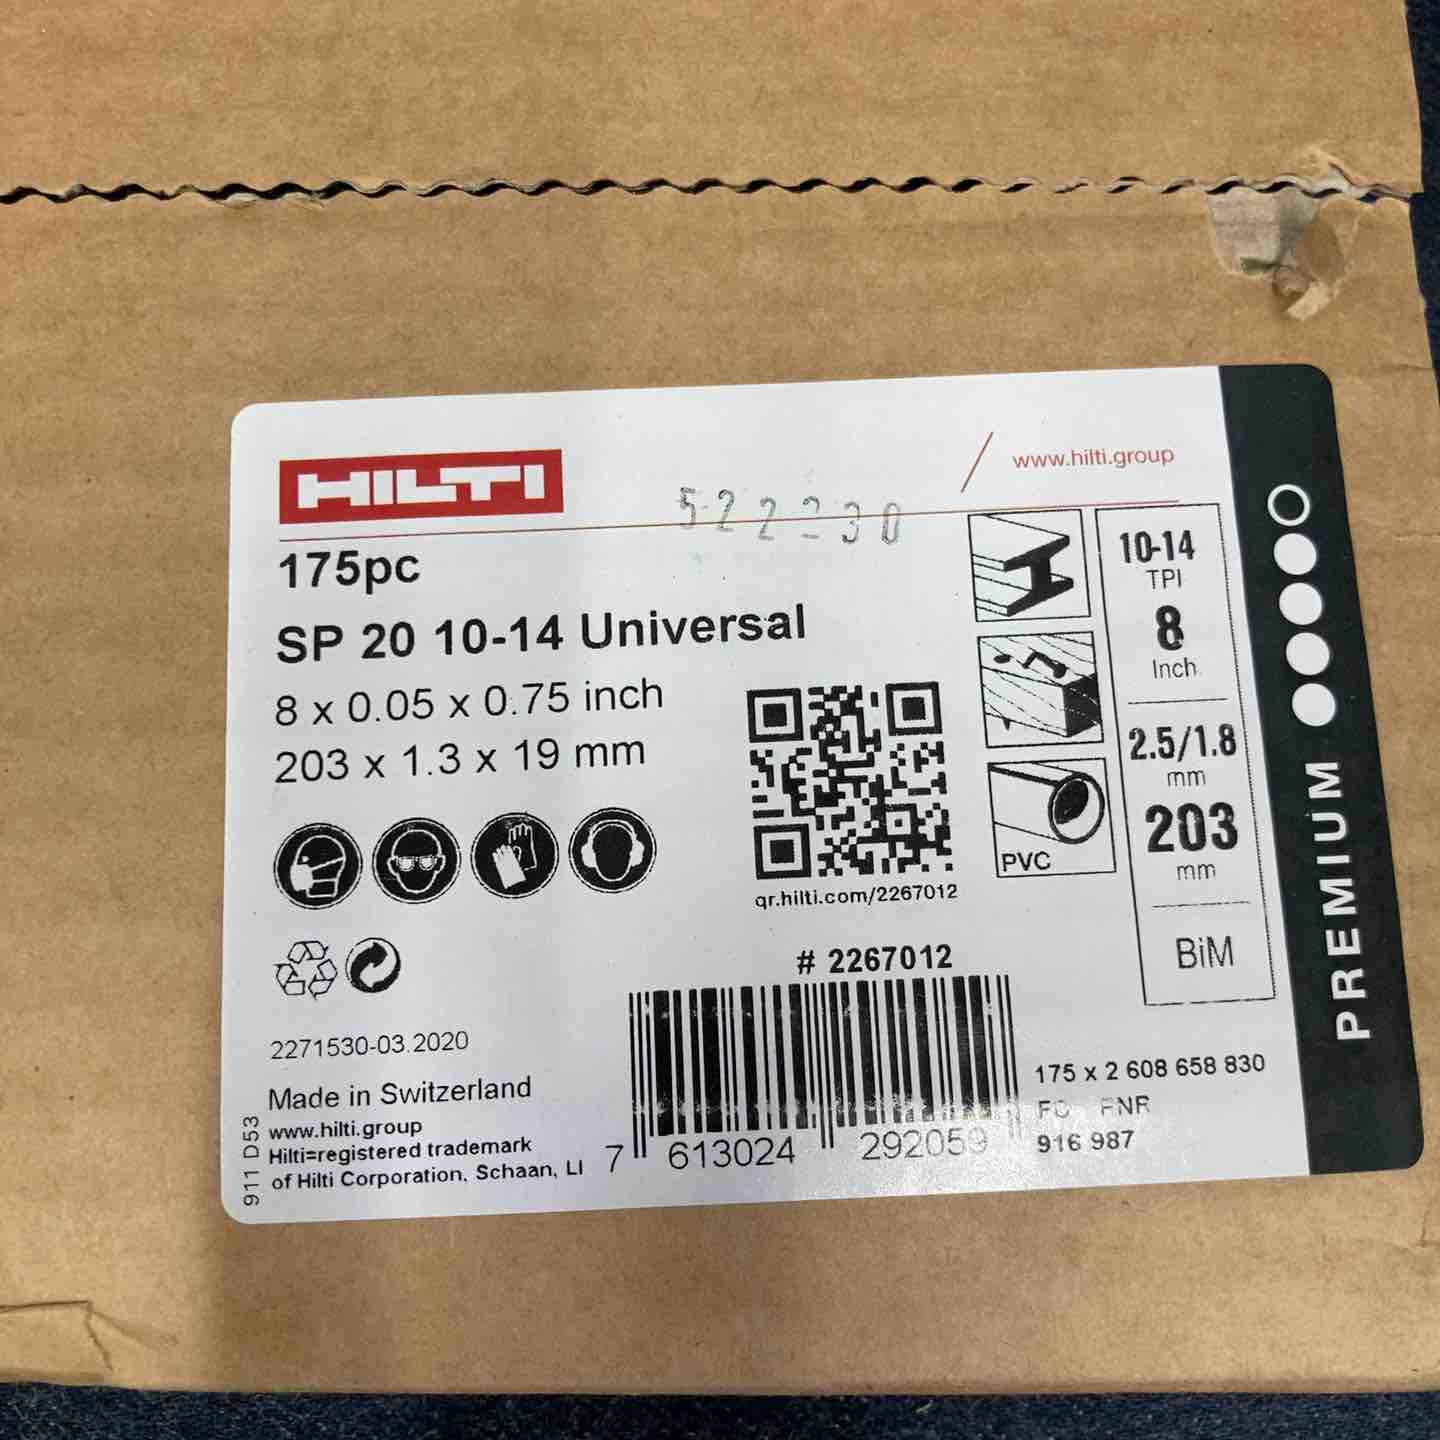 HILTI
www.hilti.group
522230
175pc
SP 20 10-14 Universal
8 x 0.05 x 0.75 inch
203 x 1.3 x 19 mm
10-14
TPI
8
Inch
2.5/1.8
mm
203
mm
BiM
PVC
PREMIUM
qr.hilti.com/2267012
# 2267012
2271530-03.2020
Made in Switzerland
www.hilti.group
Hilti=registered trademark
of Hilti Corporation, Schaan, LI
911 D53
7 613024 292059
175 x 2 608 658 830
FC FNR
916 987